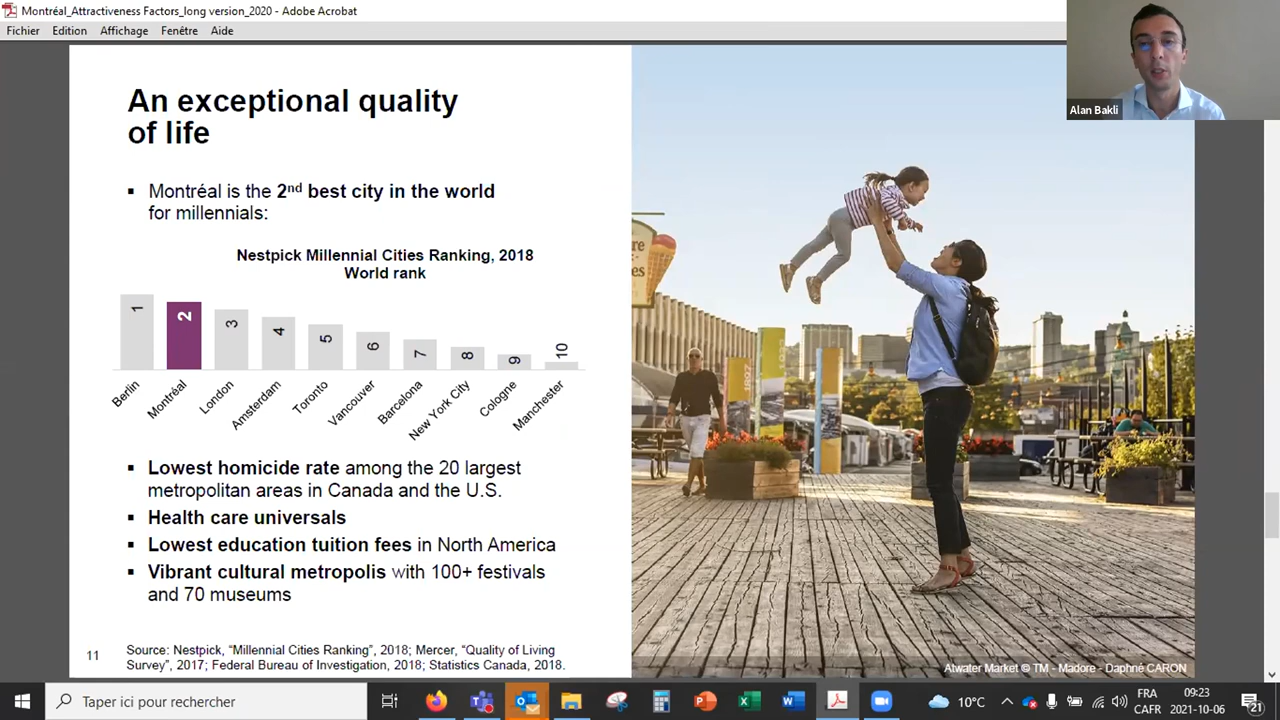 Montréal_Attractiveness Factors_long version_2020 - Adobe Acrobat
Fichier Edition Affichage Fenêtre Aide
Alan Bakli
An exceptional quality
of life
▪ Montréal is the 2nd best city in the world
for millennials:
Nestpick Millennial Cities Ranking, 2018
World rank
1 2 3 4 5 6 7 8 9 10
Berlin Montréal London Amsterdam Toronto Vancouver Barcelona New York City Cologne Manchester
▪ Lowest homicide rate among the 20 largest
metropolitan areas in Canada and the U.S.
▪ Health care universals
▪ Lowest education tuition fees in North America
▪ Vibrant cultural metropolis with 100+ festivals
and 70 museums
11
Source: Nestpick, “Millennial Cities Ranking”, 2018; Mercer, “Quality of Living
Survey”, 2017; Federal Bureau of Investigation, 2018; Statistics Canada, 2018.
1897
Atwater Market © TM - Madore - Daphné CARON
Taper ici pour rechercher
10°C
FRA
CAFR
09:23
2021-10-06
21